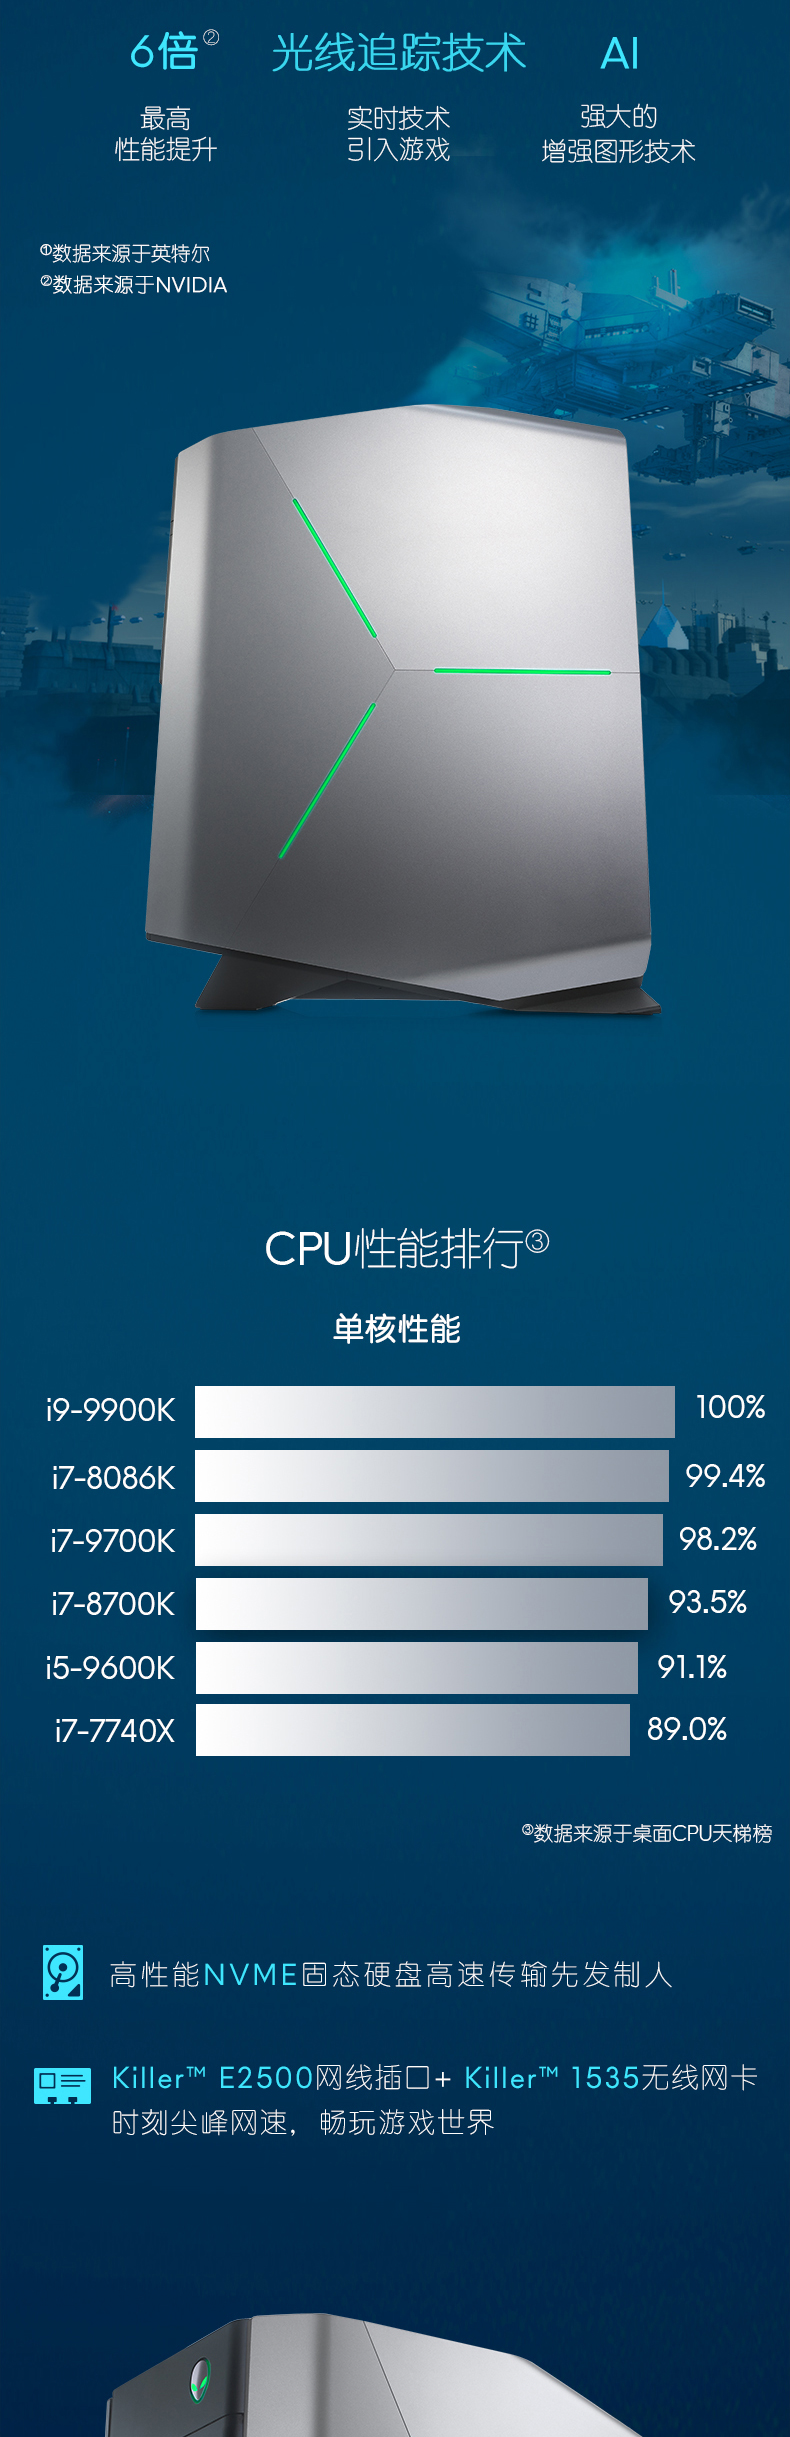 6倍② 光线追踪技术 AI
最高 实时技术 强大的
性能提升 引入游戏 增强图形技术
①数据来源于英特尔
②数据来源于NVIDIA
CPU性能排行③
单核性能
i9-9900K 100%
i7-8086K 99.4%
i7-9700K 98.2%
i7-8700K 93.5%
i5-9600K 91.1%
i7-7740X 89.0%
③数据来源于桌面CPU天梯榜
高性能NVME固态硬盘高速传输先发制人
Killer™ E2500网线插口+ Killer™ 1535无线网卡
时刻尖峰网速，畅玩游戏世界